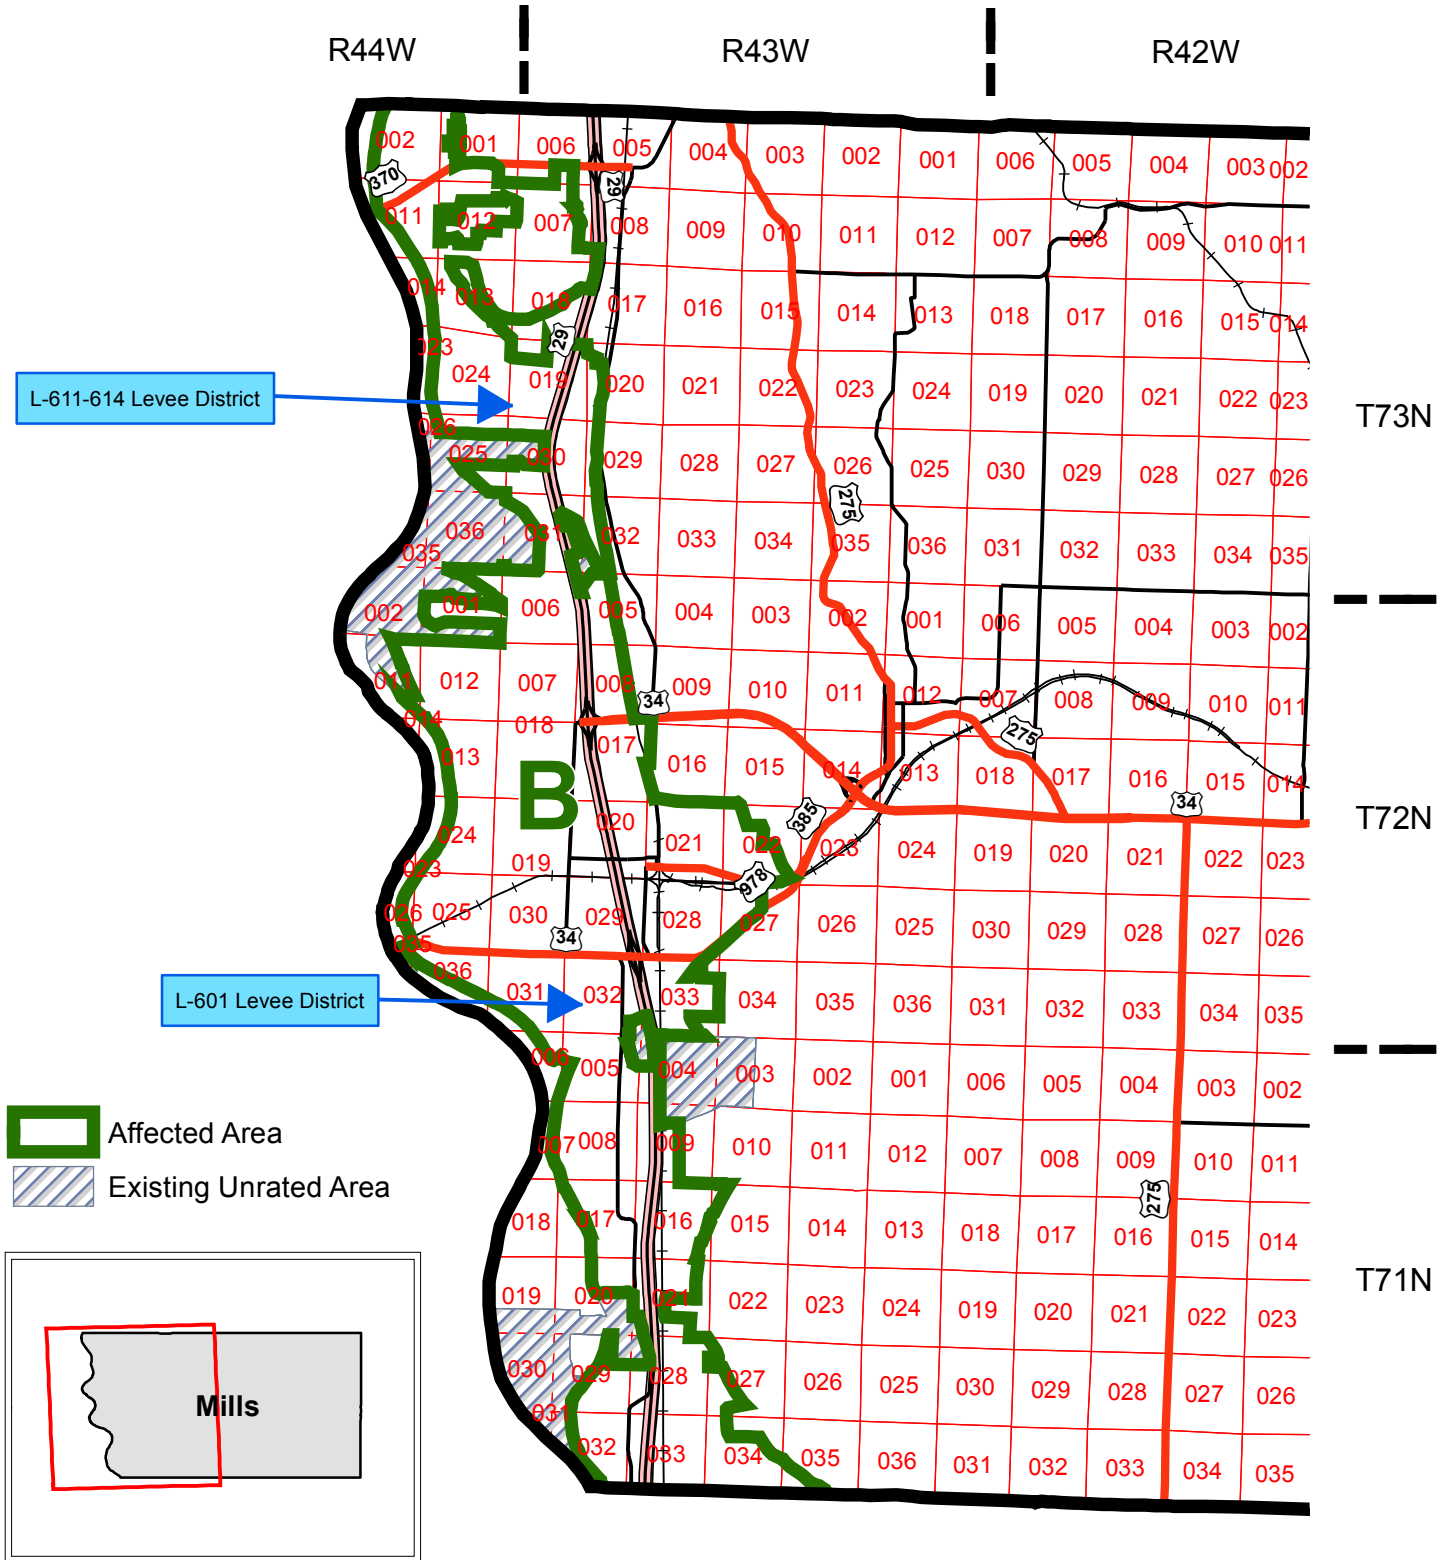 R44W R43W R42W
002 001 006 005 004 003 002 001 006 005 004 003 002
370 29
011 012 007 008 009 010 011 012 007 008 009 010 011
014 013 018 017 016 015 014 013 018 017 016 015 014
29
023 024 019 020 021 022 023 024 019 020 021 022 023
L-611-614 Levee District
T73N
026 025 030 029 028 027 026 025 030 029 028 027 026
275
035 036 031 032 033 034 035 036 031 032 033 034 035
002 001 006 005 004 003 002 001 006 005 004 003 002
011 012 007 008 009 010 011 012 007 008 009 010 011
34 275
014 013 018 017 016 015 014 013 018 017 016 015 014
B 385 34
T72N
023 024 019 020 021 022 023 024 019 020 021 022 023
978
026 025 030 029 028 027 026 025 030 029 028 027 026
34
035 036 031 032 033 034 035 036 031 032 033 034 035
L-601 Levee District
006 005 004 003 002 001 006 005 004 003 002
Affected Area
007 008 009 010 011 012 007 008 009 010 011
Existing Unrated Area
275
018 017 016 015 014 013 018 017 016 015 014
T71N
019 020 021 022 023 024 019 020 021 022 023
030 029 028 027 026 025 030 029 028 027 026
Mills
031 032 033 034 035 036 031 032 033 034 035